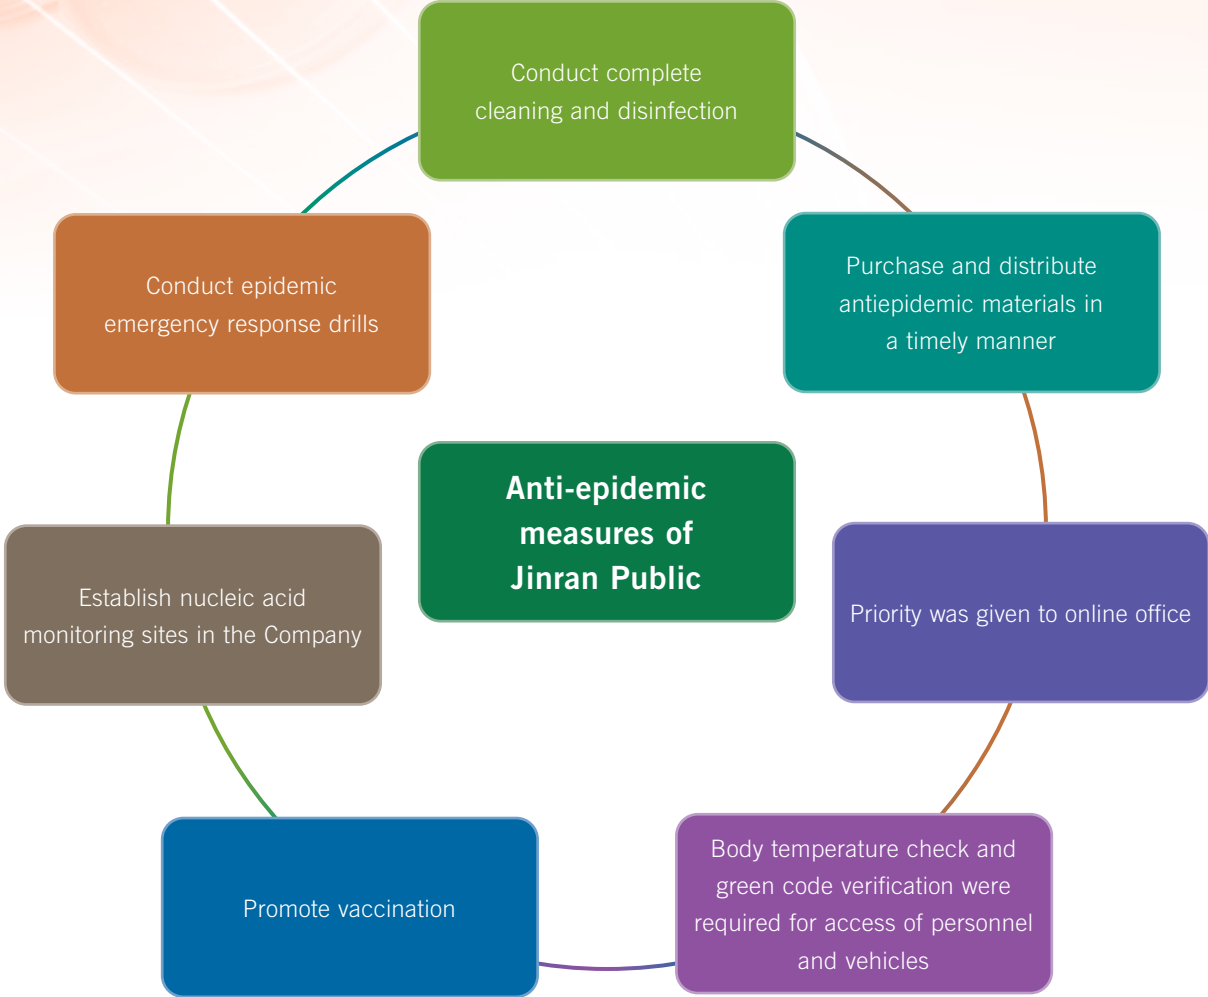 Conduct complete
cleaning and disinfection
Purchase and distribute
antiepidemic materials in
a timely manner
Priority was given to online office
Body temperature check and
green code verification were
required for access of personnel
and vehicles
Promote vaccination
Establish nucleic acid
monitoring sites in the Company
Conduct epidemic
emergency response drills
Anti-epidemic
measures of
Jinran Public